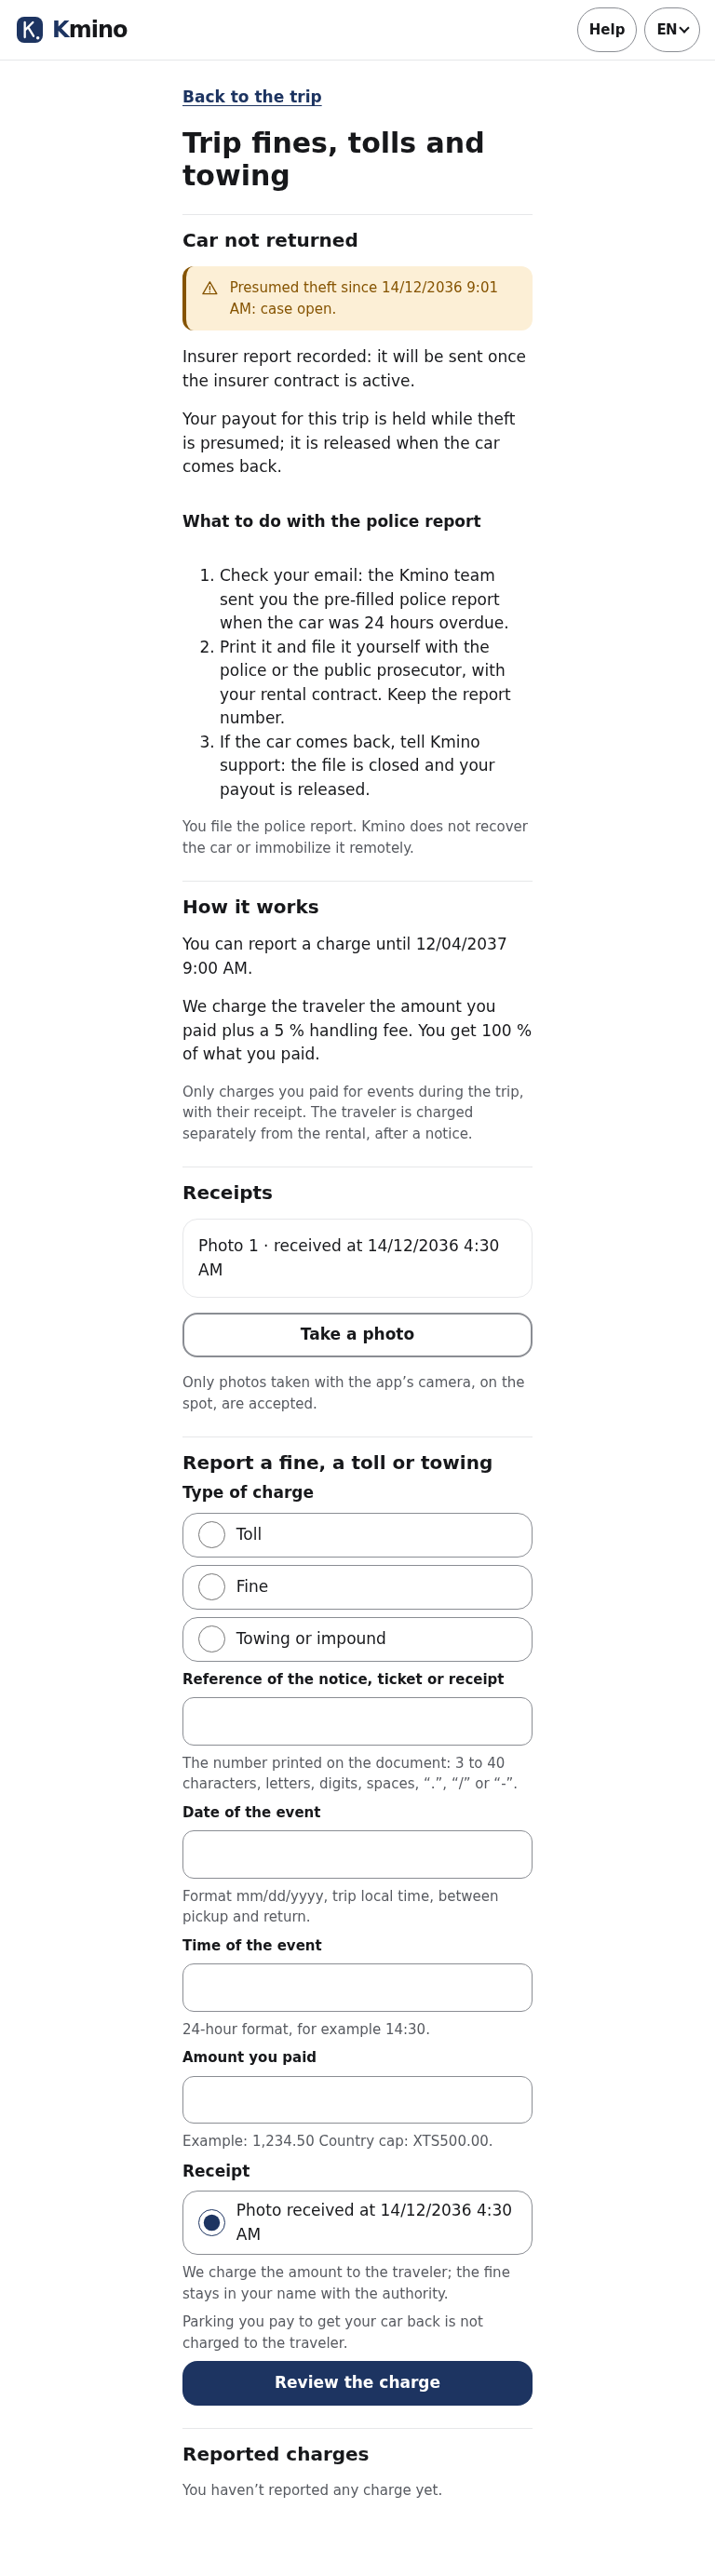 Kmino
Help
EN
Back to the trip
Trip fines, tolls and
towing
Car not returned
Presumed theft since 14/12/2036 9:01
AM: case open.
Insurer report recorded: it will be sent once
the insurer contract is active.
Your payout for this trip is held while theft
is presumed; it is released when the car
comes back.
What to do with the police report
1. Check your email: the Kmino team
sent you the pre-filled police report
when the car was 24 hours overdue.
2. Print it and file it yourself with the
police or the public prosecutor, with
your rental contract. Keep the report
number.
3. If the car comes back, tell Kmino
support: the file is closed and your
payout is released.
You file the police report. Kmino does not recover
the car or immobilize it remotely.
How it works
You can report a charge until 12/04/2037
9:00 AM.
We charge the traveler the amount you
paid plus a 5 % handling fee. You get 100 %
of what you paid.
Only charges you paid for events during the trip,
with their receipt. The traveler is charged
separately from the rental, after a notice.
Receipts
Photo 1 · received at 14/12/2036 4:30
AM
Take a photo
Only photos taken with the app’s camera, on the
spot, are accepted.
Report a fine, a toll or towing
Type of charge
Toll
Fine
Towing or impound
Reference of the notice, ticket or receipt
The number printed on the document: 3 to 40
characters, letters, digits, spaces, “.”, “/” or “-”.
Date of the event
Format mm/dd/yyyy, trip local time, between
pickup and return.
Time of the event
24-hour format, for example 14:30.
Amount you paid
Example: 1,234.50 Country cap: XTS500.00.
Receipt
Photo received at 14/12/2036 4:30
AM
We charge the amount to the traveler; the fine
stays in your name with the authority.
Parking you pay to get your car back is not
charged to the traveler.
Review the charge
Reported charges
You haven’t reported any charge yet.